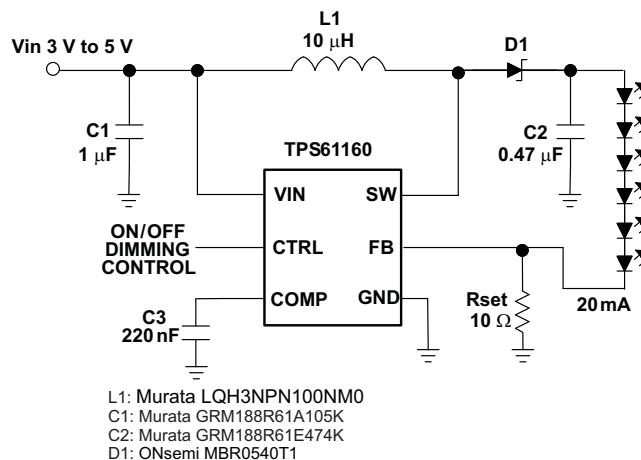 L1
10 μH
Vin 3 V to 5 V
D1
C1
1 μF
C2
0.47 μF
TPS61160
VIN
SW
ON/OFF
DIMMING
CONTROL
CTRL
FB
COMP
GND
C3
220 nF
Rset
10 Ω
20 mA
L1: Murata LQH3NPN100NM0
C1: Murata GRM188R61A105K
C2: Murata GRM188R61E474K
D1: ONsemi MBR0540T1